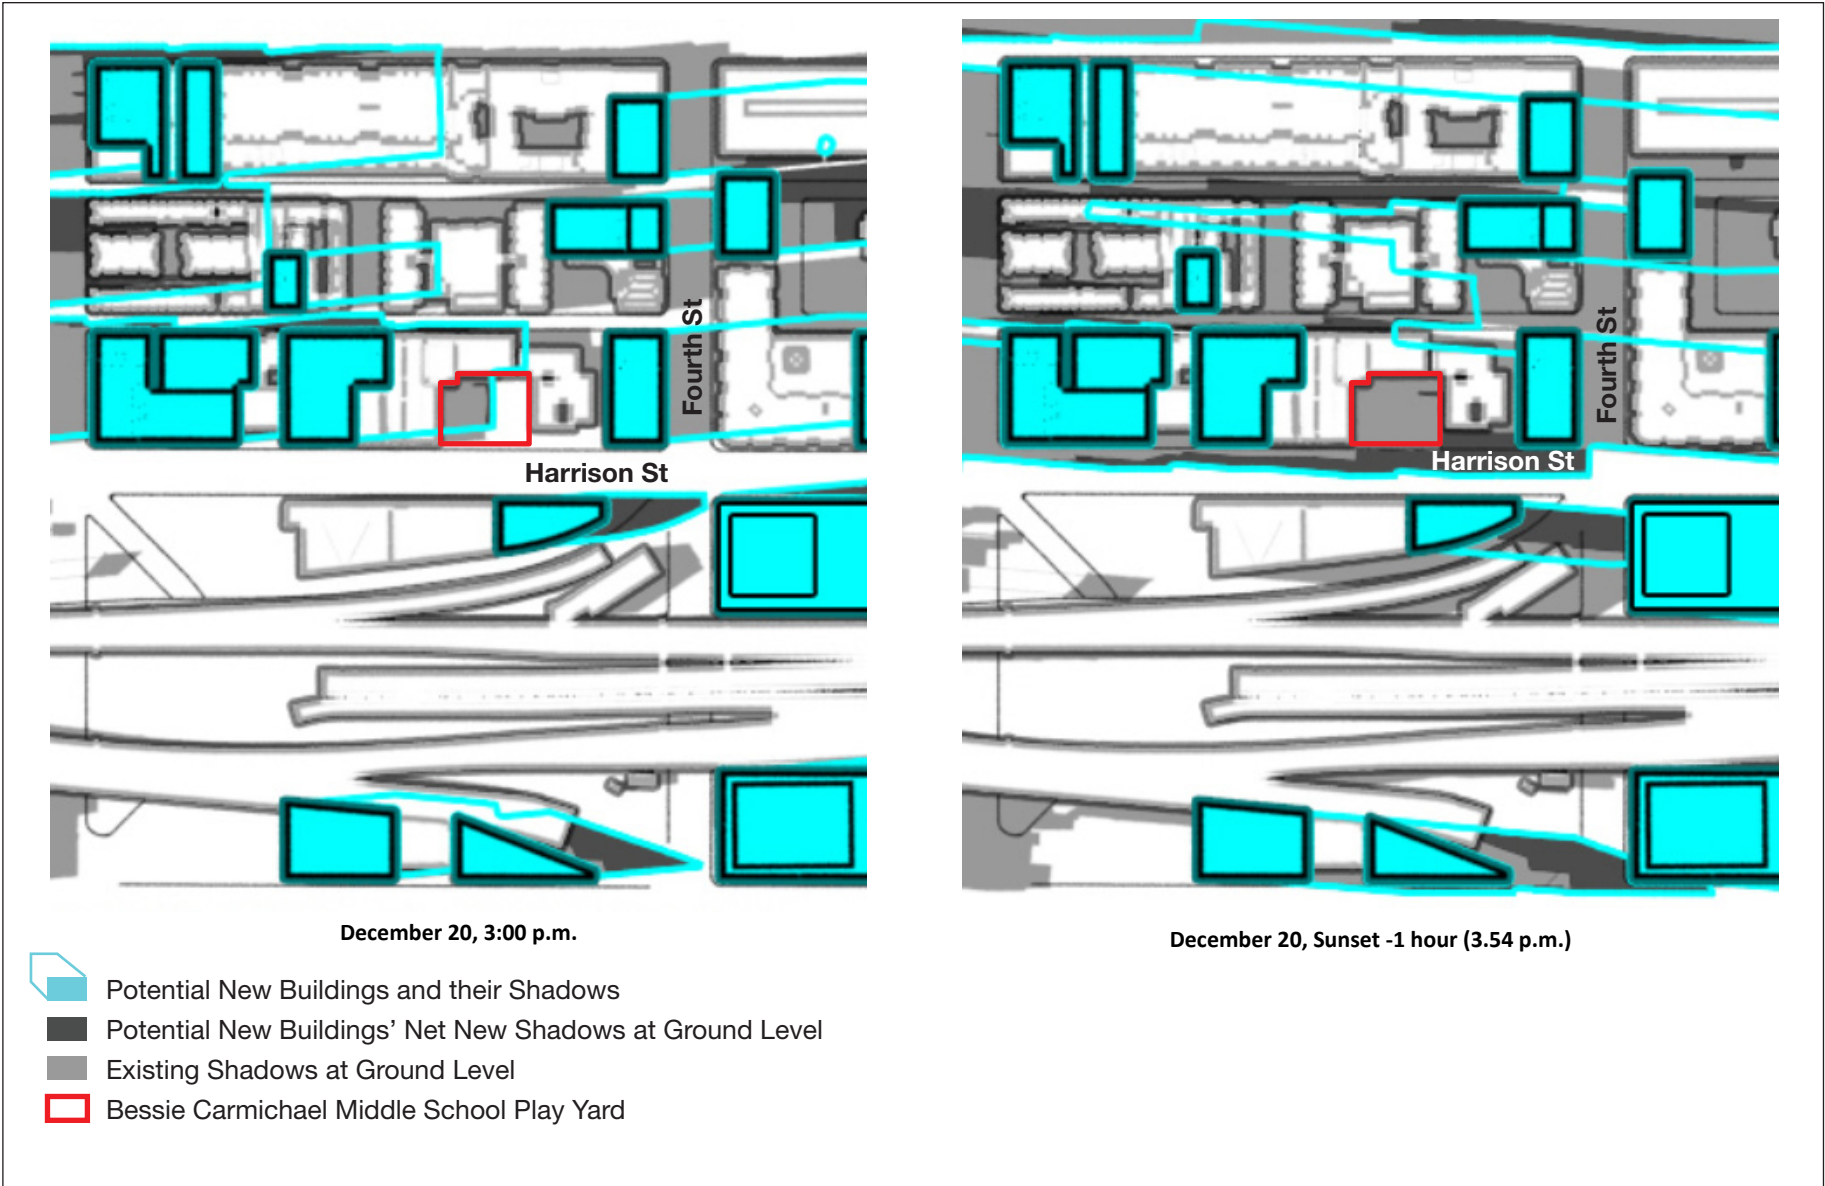 Fourth St
Harrison St
Fourth St
Harrison St
December 20, 3:00 p.m.
December 20, Sunset -1 hour (3.54 p.m.)
Potential New Buildings and their Shadows
Potential New Buildings’ Net New Shadows at Ground Level
Existing Shadows at Ground Level
Bessie Carmichael Middle School Play Yard